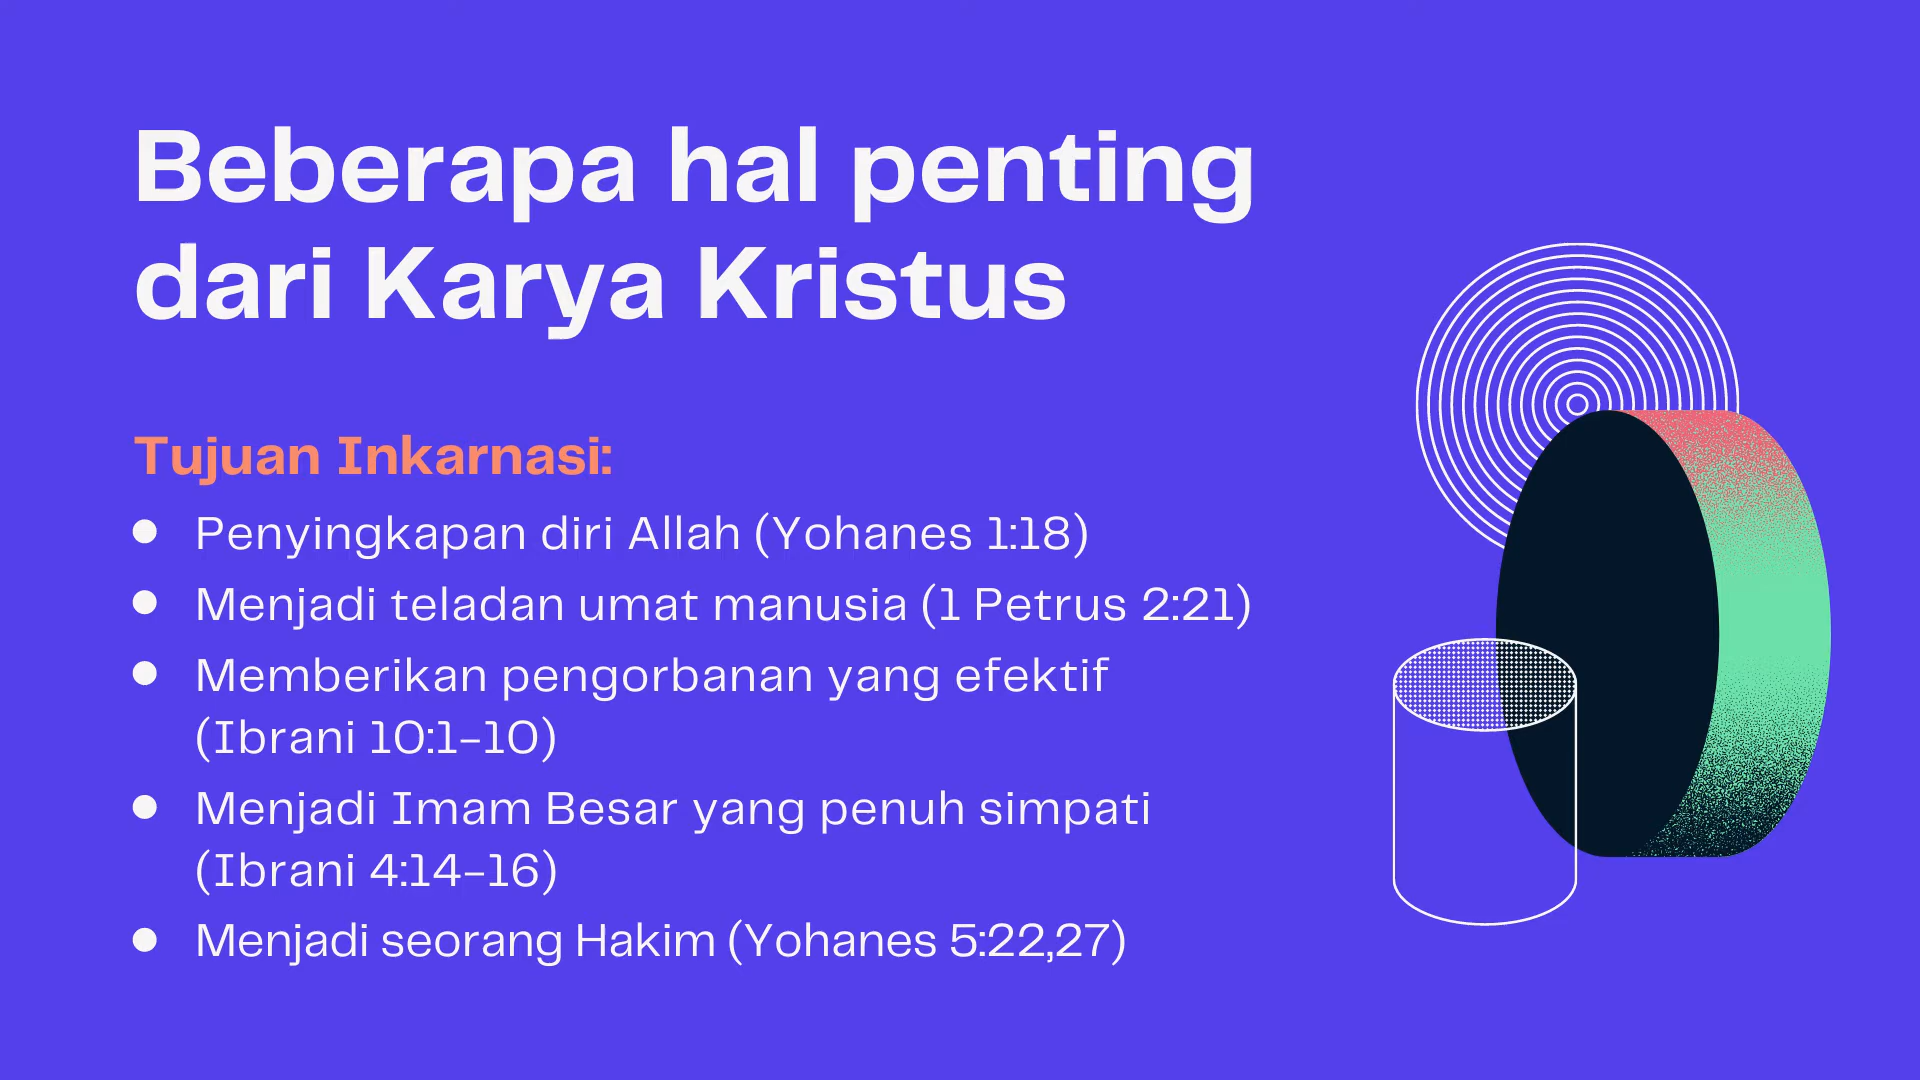 Beberapa hal penting
dari Karya Kristus
Tujuan Inkarnasi:
● Penyingkapan diri Allah (Yohanes 1:18)
● Menjadi teladan umat manusia (1 Petrus 2:21)
● Memberikan pengorbanan yang efektif
(Ibrani 10:1-10)
● Menjadi Imam Besar yang penuh simpati
(Ibrani 4:14-16)
● Menjadi seorang Hakim (Yohanes 5:22,27)